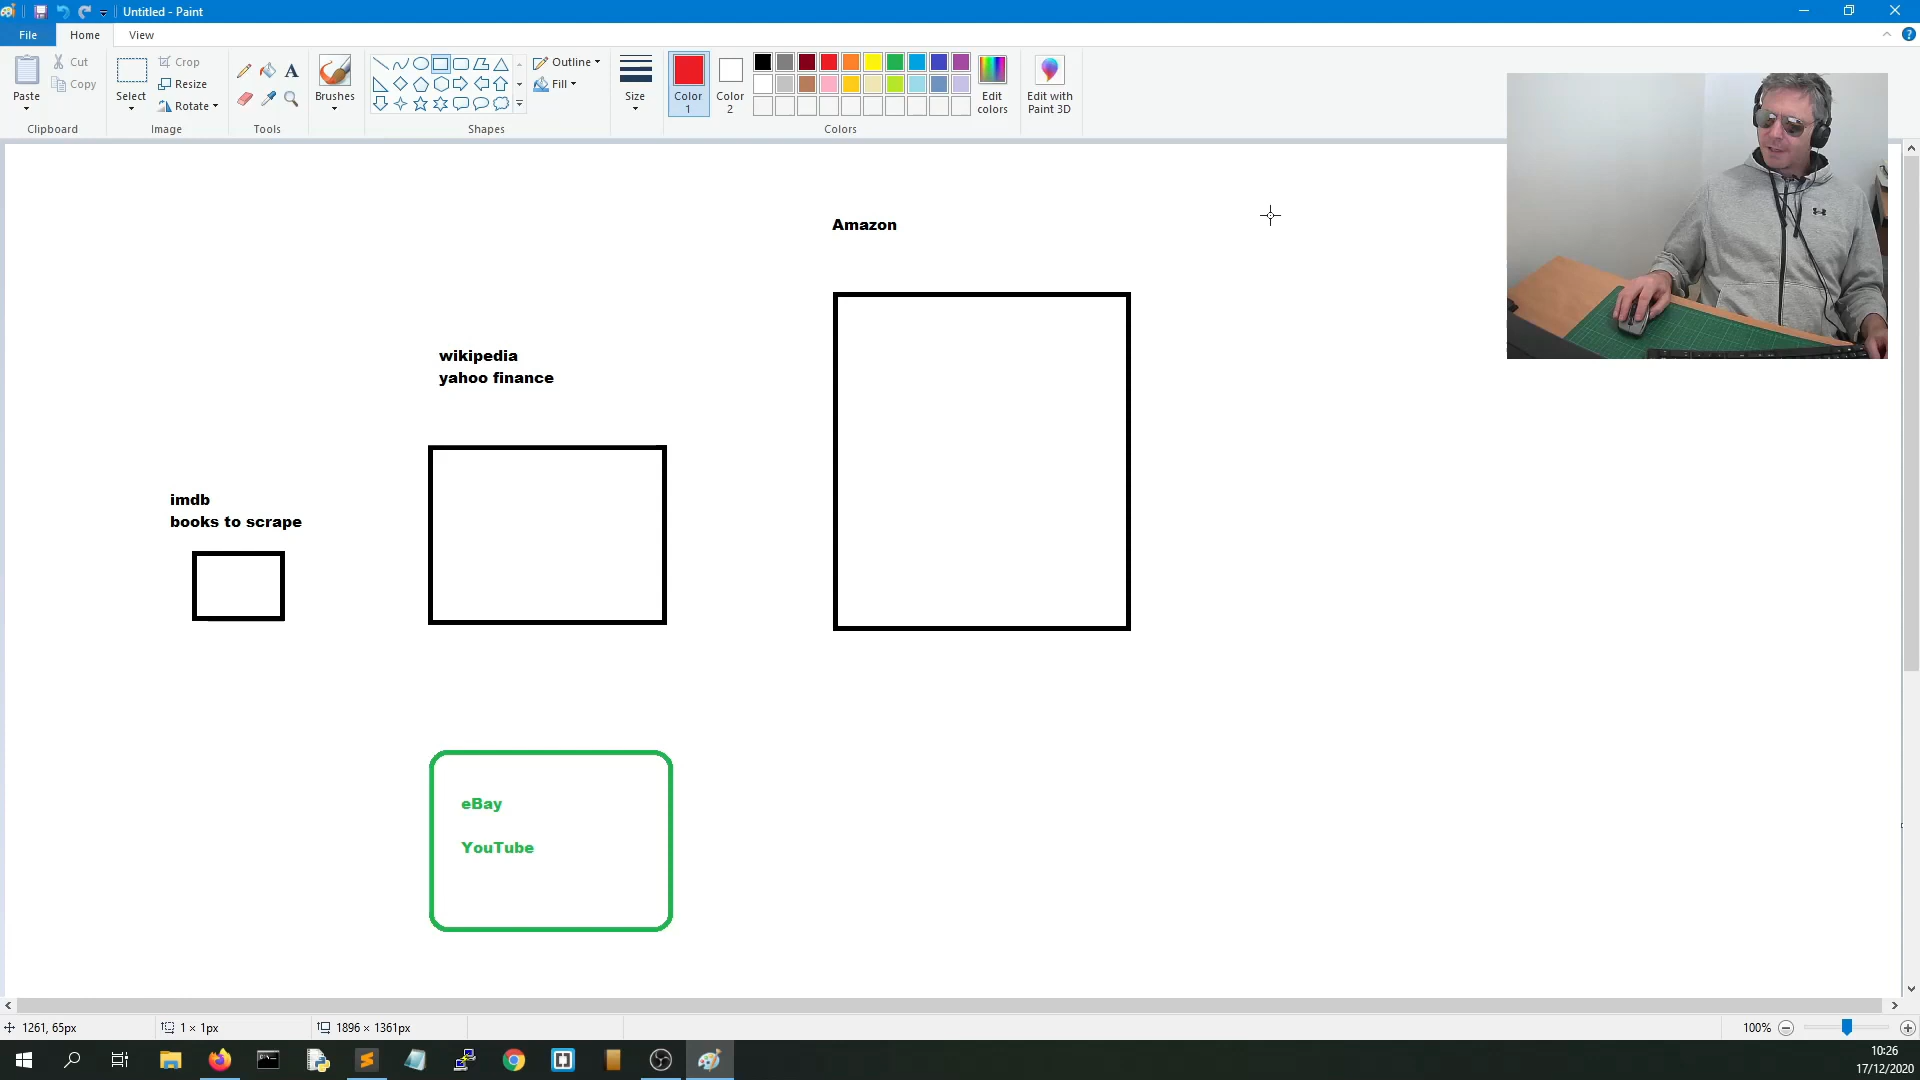 Untitled - Paint
File
Home
View
Paste
Cut
Copy
Clipboard
Select
Crop
Resize
Rotate
Image
Tools
Brushes
Shapes
Outline
Fill
Size
Color
1
Color
2
Colors
Edit
colors
Edit with
Paint 3D
Amazon
wikipedia
yahoo finance
imdb
books to scrape
eBay
YouTube
1261, 65px
1 × 1px
1896 × 1361px
100%
10:26
17/12/2020